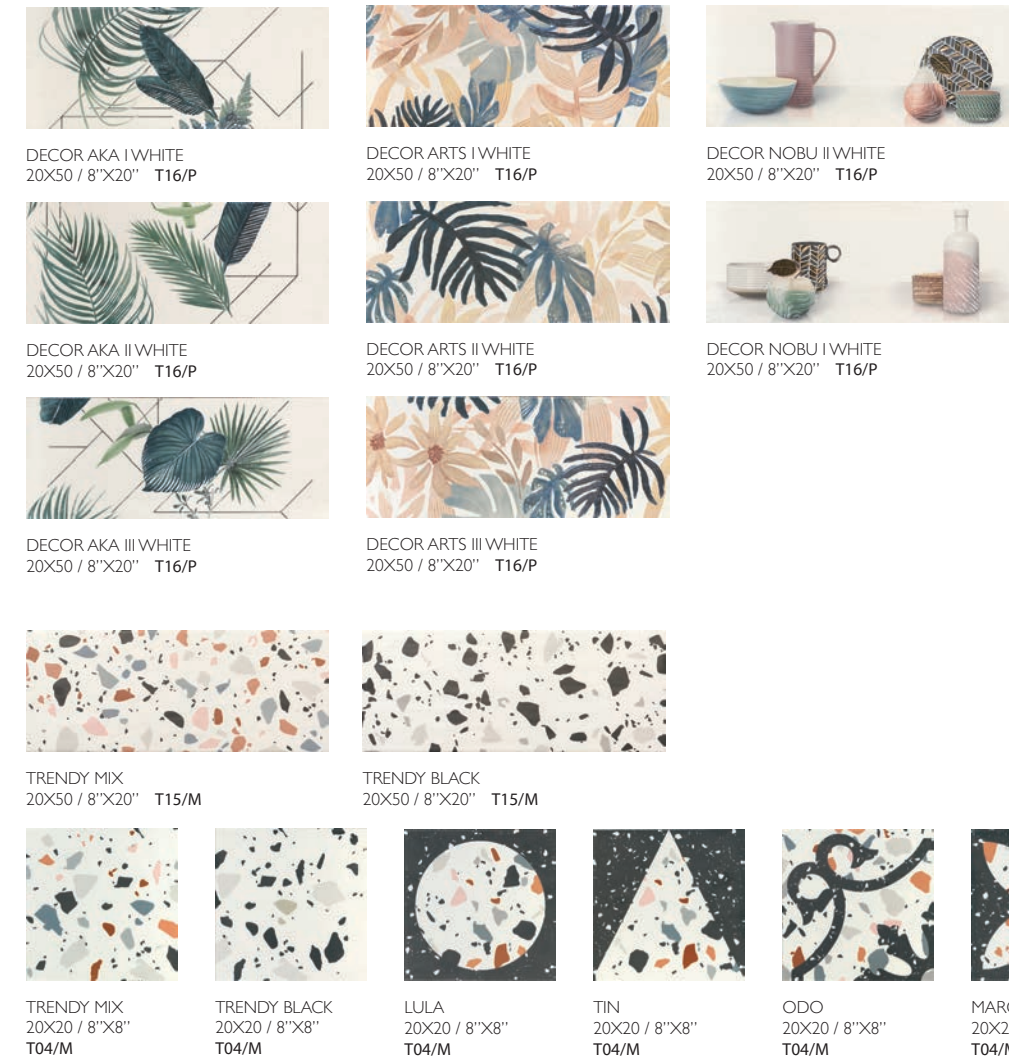 DECOR AKA I WHITE
20X50 / 8’’X20’’ T16/P
DECOR ARTS I WHITE
20X50 / 8’’X20’’ T16/P
DECOR NOBU II WHITE
20X50 / 8’’X20’’ T16/P
DECOR AKA II WHITE
20X50 / 8’’X20’’ T16/P
DECOR ARTS II WHITE
20X50 / 8’’X20’’ T16/P
DECOR NOBU I WHITE
20X50 / 8’’X20’’ T16/P
DECOR AKA III WHITE
20X50 / 8’’X20’’ T16/P
DECOR ARTS III WHITE
20X50 / 8’’X20’’ T16/P
TRENDY MIX
20X50 / 8’’X20’’ T15/M
TRENDY BLACK
20X50 / 8’’X20’’ T15/M
TRENDY MIX
20X20 / 8’’X8’’
T04/M
TRENDY BLACK
20X20 / 8’’X8’’
T04/M
LULA
20X20 / 8’’X8’’
T04/M
TIN
20X20 / 8’’X8’’
T04/M
ODO
20X20 / 8’’X8’’
T04/M